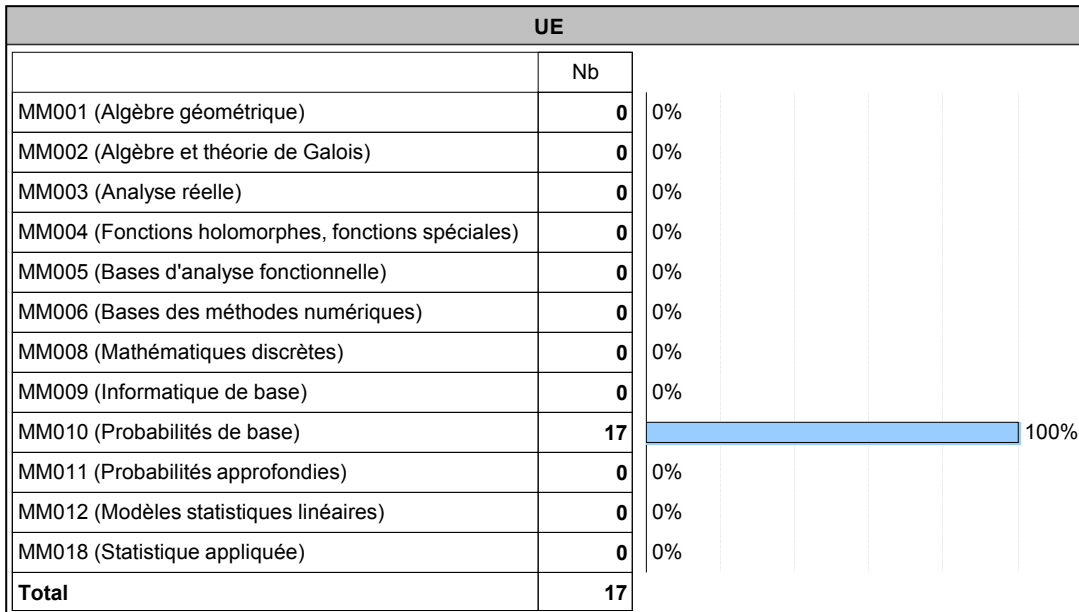 UE
Nb
MM001 (Algèbre géométrique) 0 0%
MM002 (Algèbre et théorie de Galois) 0 0%
MM003 (Analyse réelle) 0 0%
MM004 (Fonctions holomorphes, fonctions spéciales) 0 0%
MM005 (Bases d'analyse fonctionnelle) 0 0%
MM006 (Bases des méthodes numériques) 0 0%
MM008 (Mathématiques discrètes) 0 0%
MM009 (Informatique de base) 0 0%
MM010 (Probabilités de base) 17 100%
MM011 (Probabilités approfondies) 0 0%
MM012 (Modèles statistiques linéaires) 0 0%
MM018 (Statistique appliquée) 0 0%
Total 17